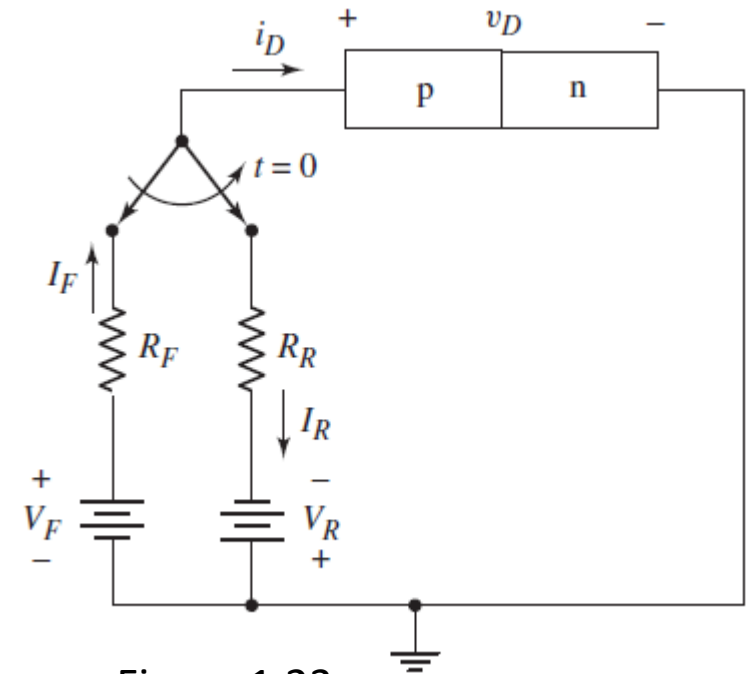 + v_D −
i_D
p n
t = 0
I_F
R_F R_R
I_R
+ −
V_F V_R
− +